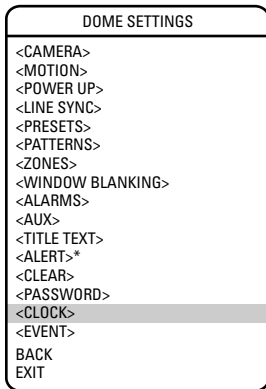 DOME SETTINGS
<CAMERA>
<MOTION>
<POWER UP>
<LINE SYNC>
<PRESETS>
<PATTERNS>
<ZONES>
<WINDOW BLANKING>
<ALARMS>
<AUX>
<TITLE TEXT>
<ALERT>*
<CLEAR>
<PASSWORD>
<CLOCK>
<EVENT>
BACK
EXIT